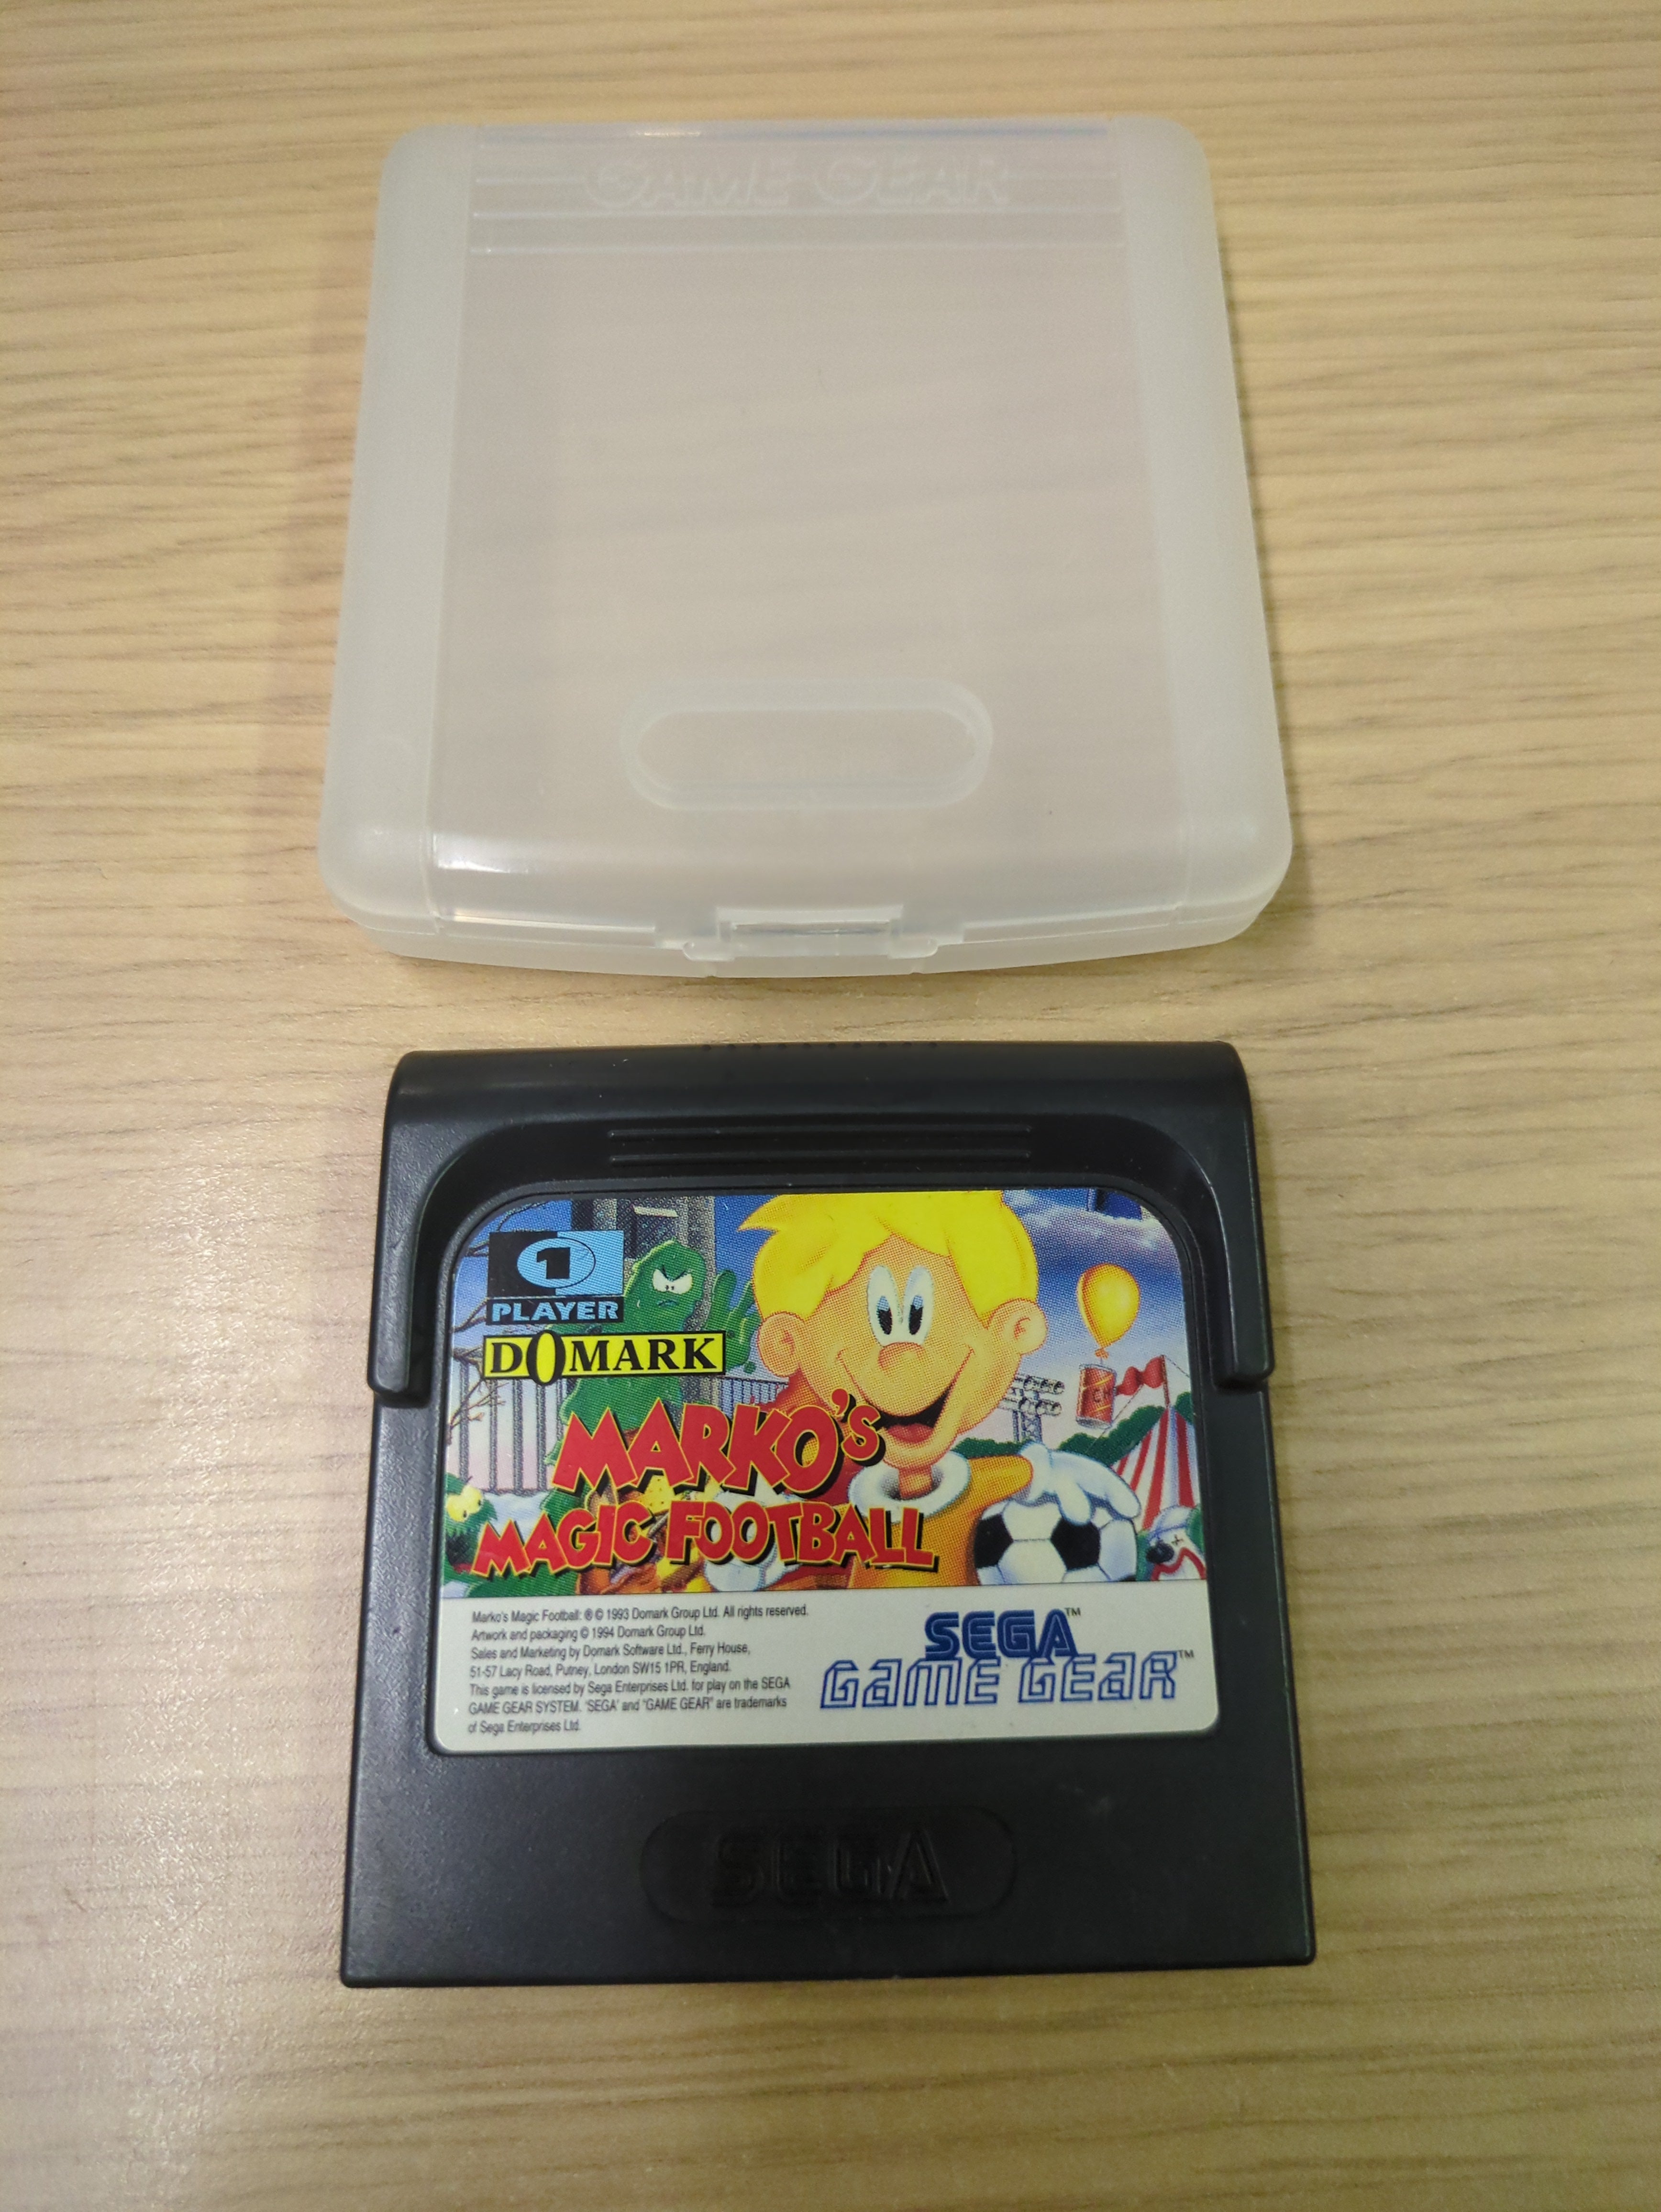 GAME GEAR
1
PLAYER
DOMARK
MARKO'S
MAGIC FOOTBALL
Marko's Magic Football: ® © 1993 Domark Group Ltd. All rights reserved.
Artwork and packaging © 1994 Domark Group Ltd.
Sales and Marketing by Domark Software Ltd., Ferry House,
51-57 Lacy Road, Putney, London SW15 1PR, England.
This game is licensed by Sega Enterprises Ltd. for play on the SEGA
GAME GEAR SYSTEM. 'SEGA' and "GAME GEAR" are trademarks
of Sega Enterprises Ltd.
SEGA™
GAME GEAR™
SEGA